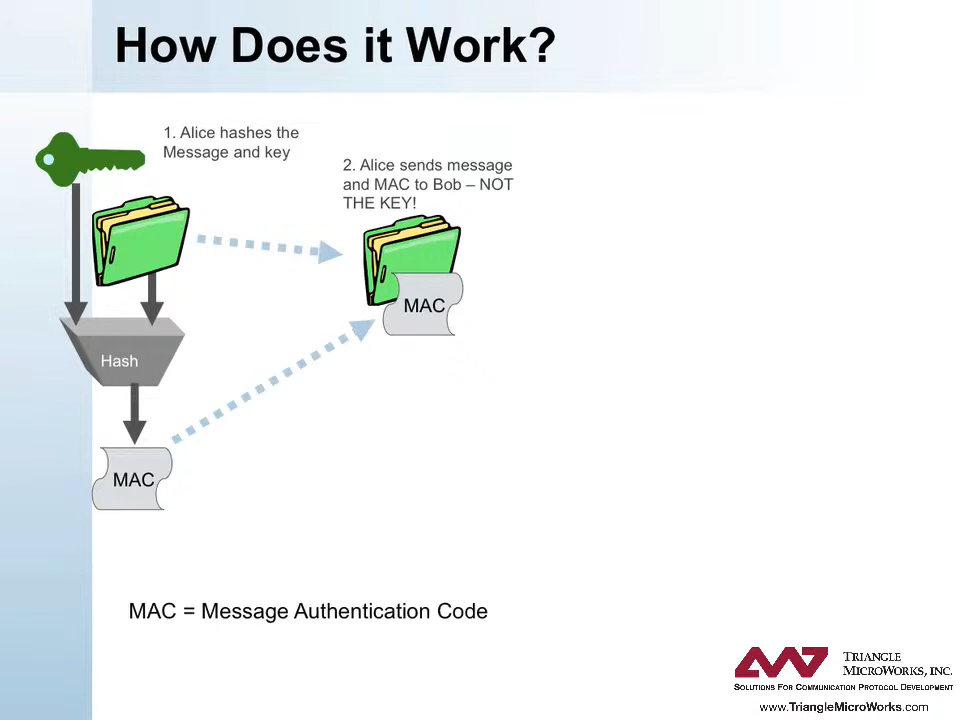 How Does it Work?
1. Alice hashes the
Message and key
2. Alice sends message
and MAC to Bob – NOT
THE KEY!
MAC
Hash
MAC
MAC = Message Authentication Code
TRIANGLE
MICROWORKS, INC.
SOLUTIONS FOR COMMUNICATION PROTOCOL DEVELOPMENT
www.TriangleMicroWorks.com